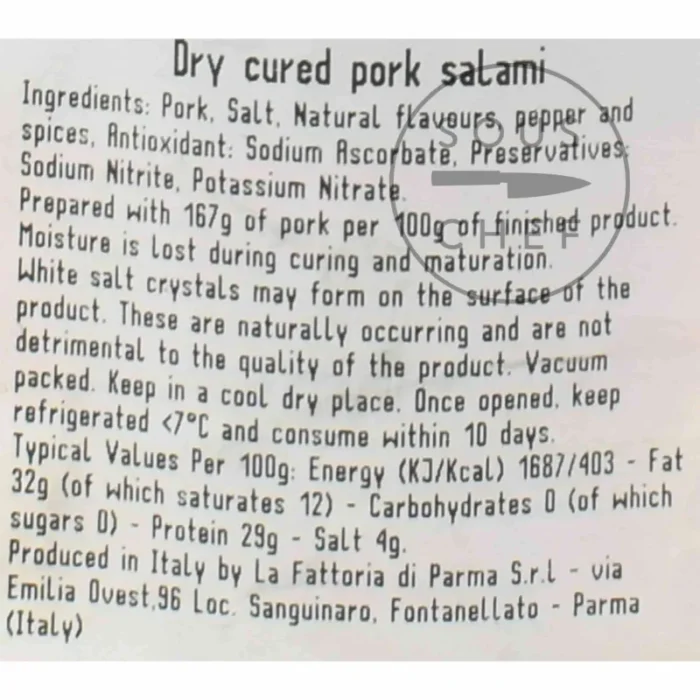 Dry cured pork salami
Ingredients: Pork, Salt, Natural flavours, pepper and
spices, Antioxidant: Sodium Ascorbate, Preservatives:
Sodium Nitrite, Potassium Nitrate.
Prepared with 167g of pork per 100g of finished product.
Moisture is lost during curing and maturation.
White salt crystals may form on the surface of the
product. These are naturally occurring and are not
detrimental to the quality of the product. Vacuum
packed. Keep in a cool dry place. Once opened, keep
refrigerated <7°C and consume within 10 days.
Typical Values Per 100g: Energy (KJ/Kcal) 1687/403 - Fat
32g (of which saturates 12) - Carbohydrates 0 (of which
sugars 0) - Protein 29g - Salt 4g.
Produced in Italy by La Fattoria di Parma S.r.l - via
Emilia Ovest,96 Loc. Sanguinaro, Fontanellato - Parma
(Italy)
SOUS
CHEF